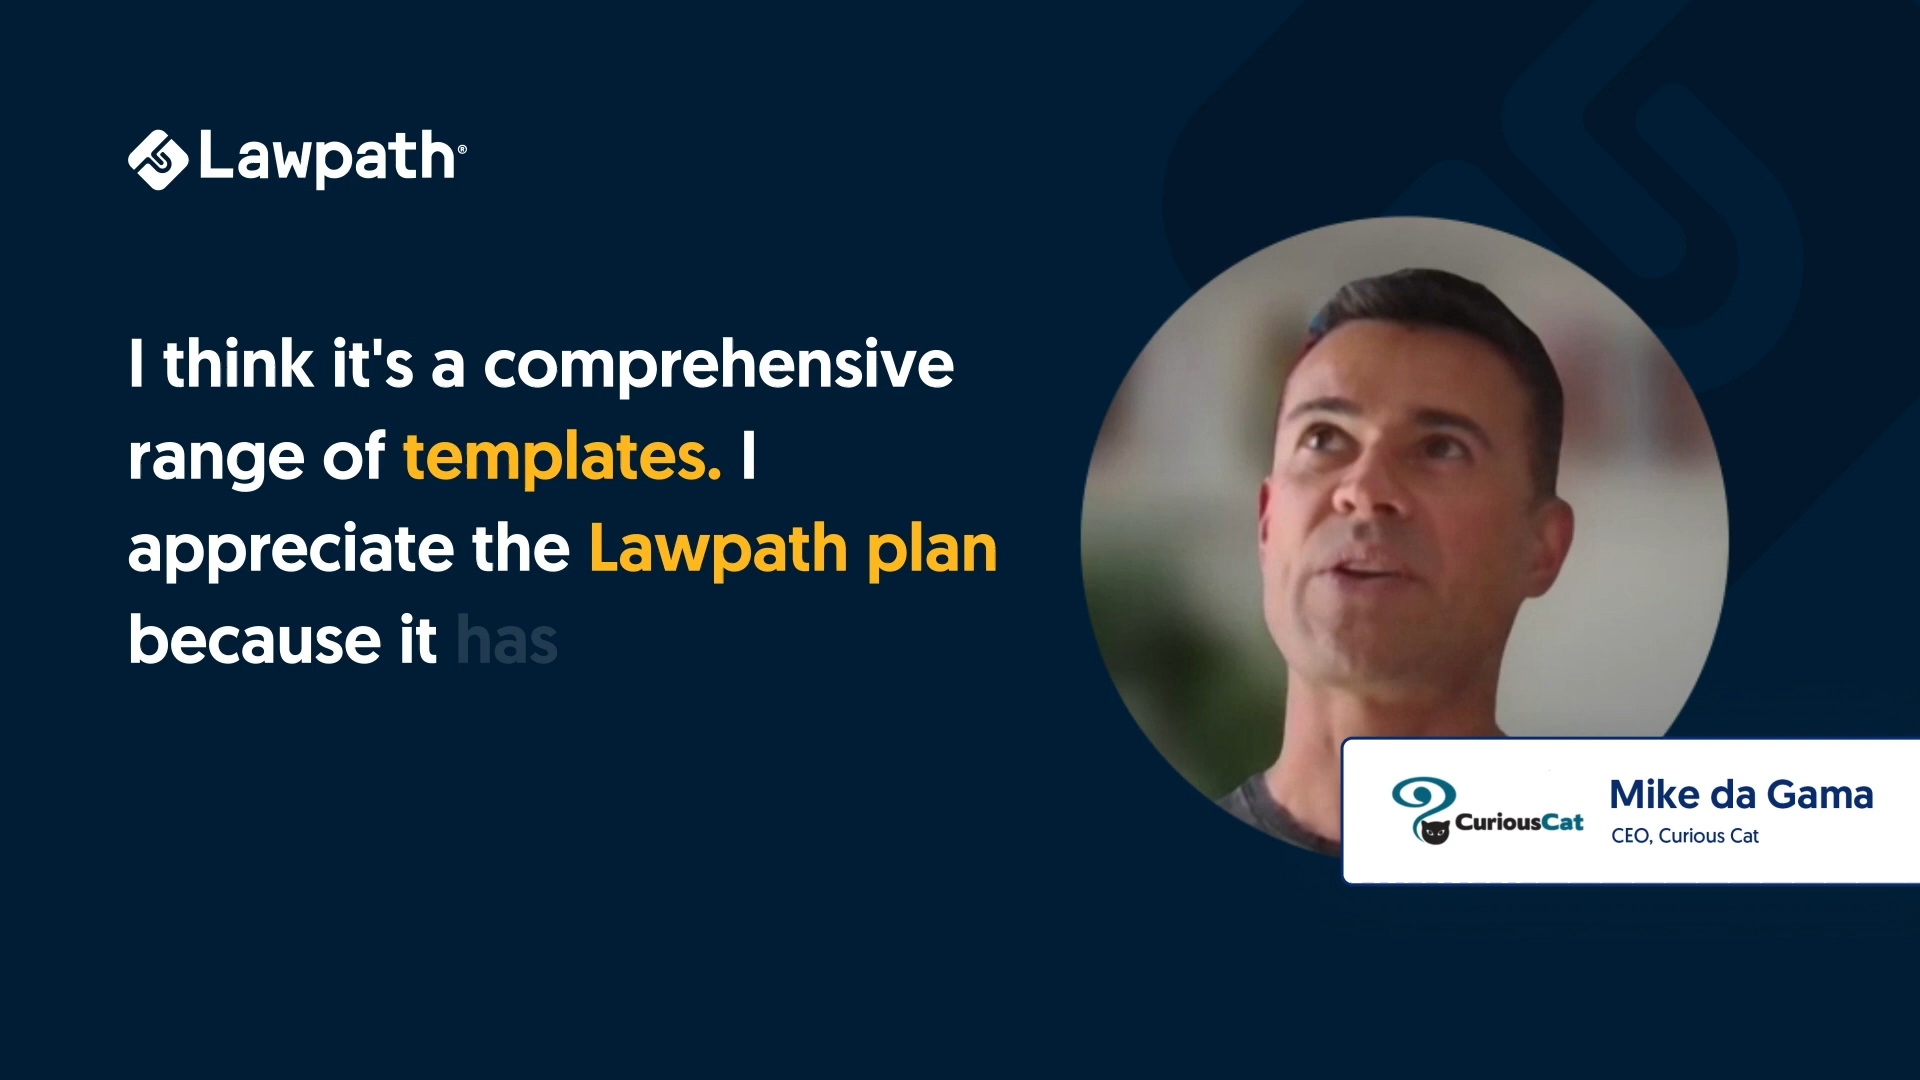 Lawpath®
I think it's a comprehensive
range of templates. I
appreciate the Lawpath plan
because it has
CuriousCat
Mike da Gama
CEO, Curious Cat